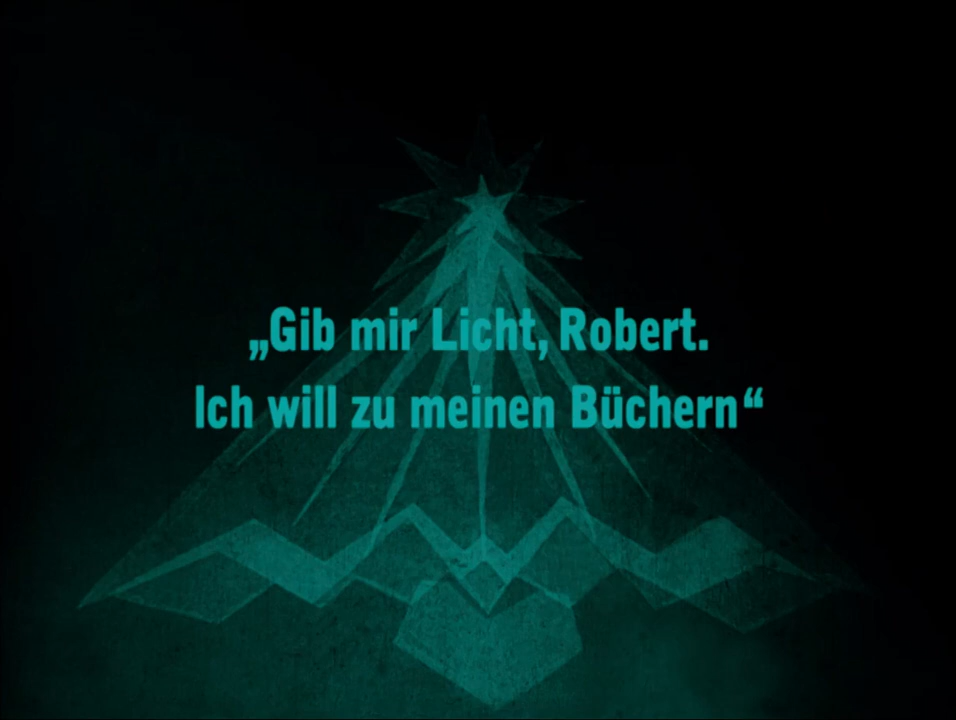 „Gib mir Licht, Robert.
Ich will zu meinen Büchern“